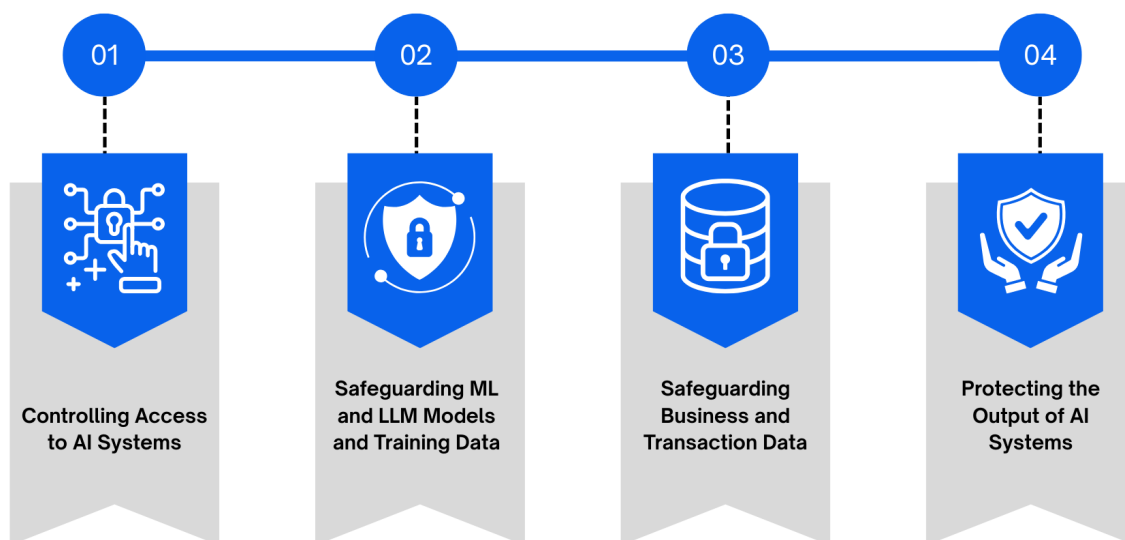 01
02
03
04
Controlling Access
to AI Systems
Safeguarding ML
and LLM Models
and Training Data
Safeguarding
Business and
Transaction Data
Protecting the
Output of AI
Systems